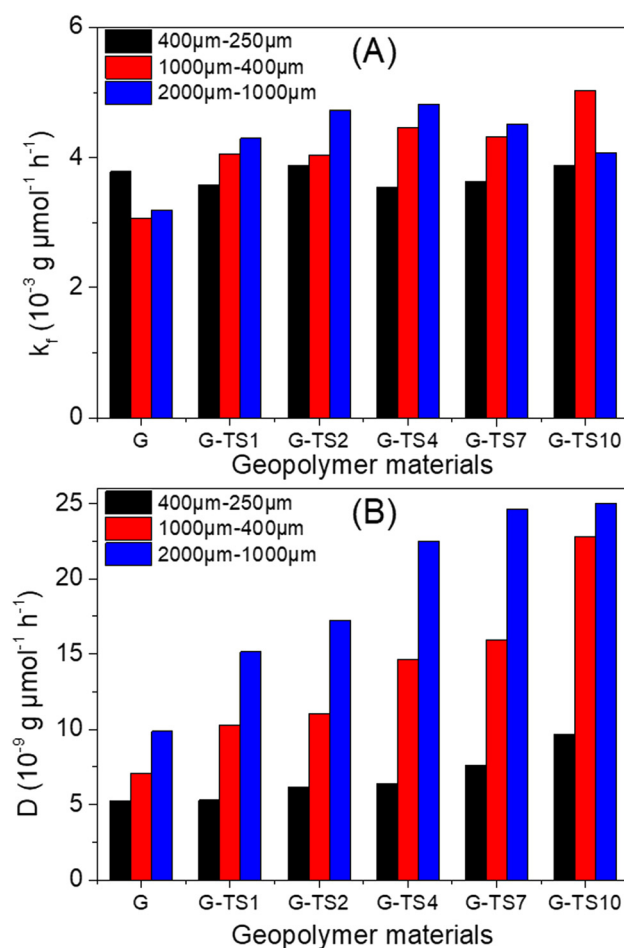 6
4
2
0
k_f (10⁻³ g µmol⁻¹ h⁻¹)
(A)
400µm-250µm
1000µm-400µm
2000µm-1000µm
G G-TS1 G-TS2 G-TS4 G-TS7 G-TS10
Geopolymer materials
25
20
15
10
5
0
D (10⁻⁹ g µmol⁻¹ h⁻¹)
(B)
400µm-250µm
1000µm-400µm
2000µm-1000µm
G G-TS1 G-TS2 G-TS4 G-TS7 G-TS10
Geopolymer materials